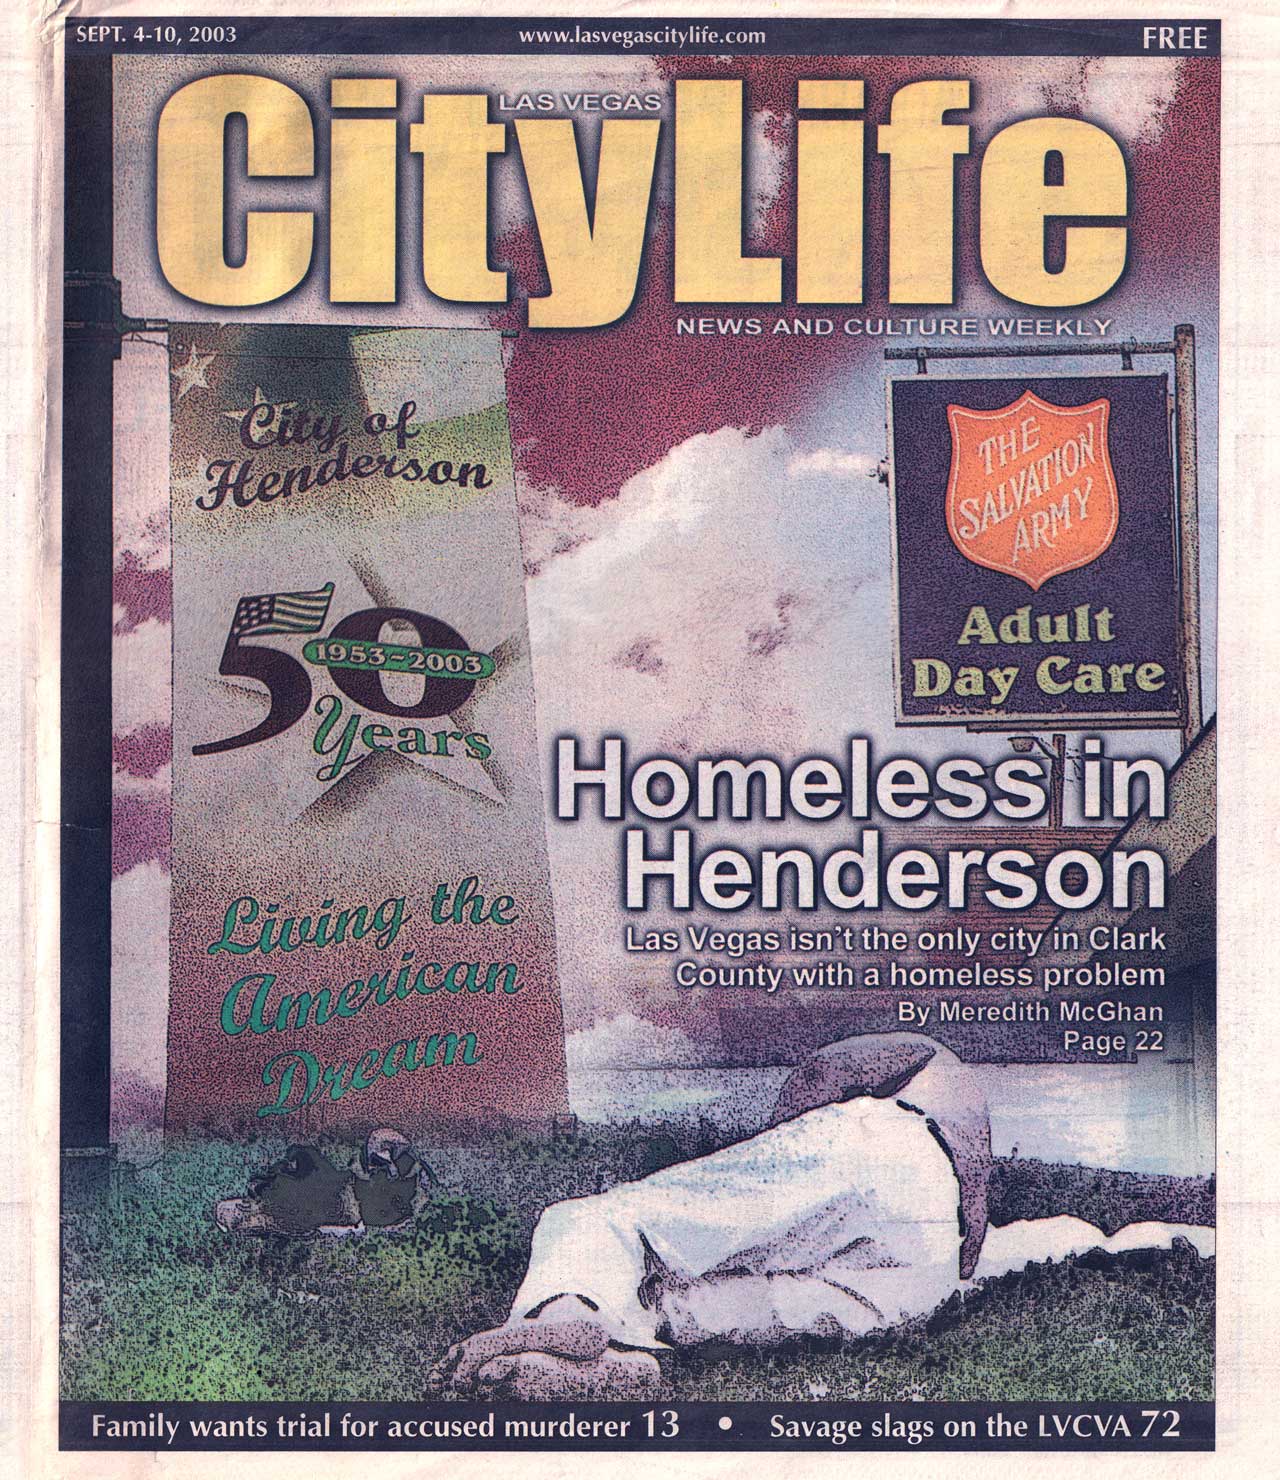 SEPT. 4-10, 2003
www.lasvegascitylife.com
FREE
LAS VEGAS
CityLife
NEWS AND CULTURE WEEKLY
City of
Henderson
50
1953~2003
Years
Living the
American
Dream
THE
SALVATION
ARMY
Adult
Day Care
Homeless in
Henderson
Las Vegas isn't the only city in Clark
County with a homeless problem
By Meredith McGhan
Page 22
Family wants trial for accused murderer 13 • Savage slags on the LVCVA 72